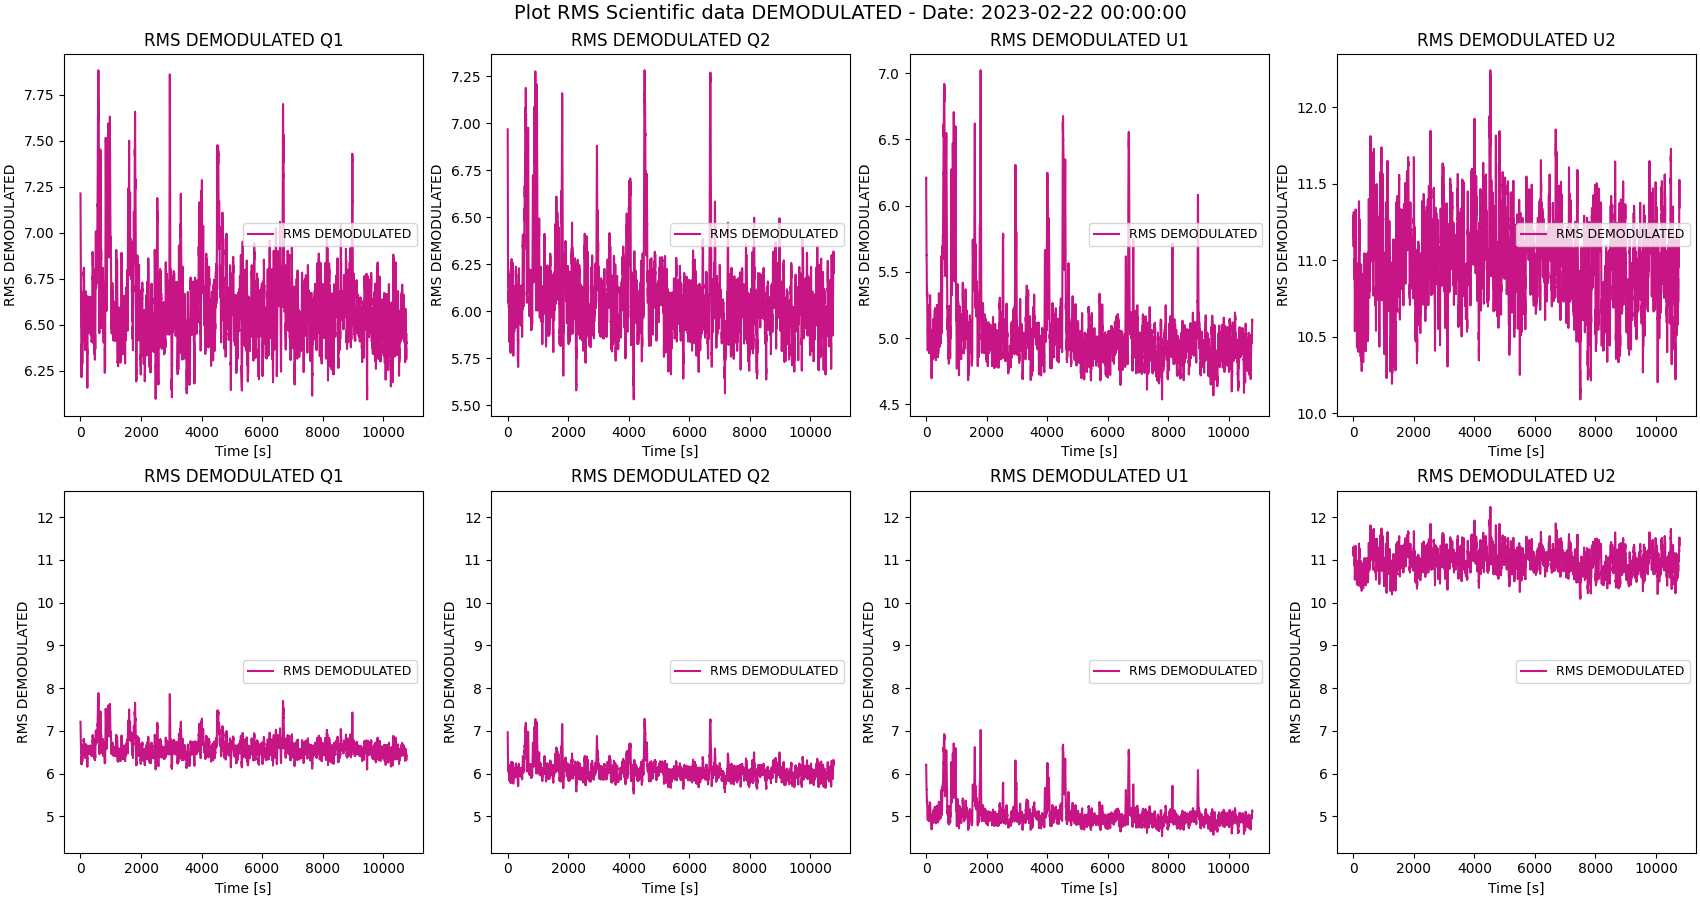 Plot RMS Scientific data DEMODULATED - Date: 2023-02-22 00:00:00
RMS DEMODULATED Q1
RMS DEMODULATED
7.75
7.50
7.25
7.00
6.75
6.50
6.25
RMS DEMODULATED
0 2000 4000 6000 8000 10000
Time [s]
RMS DEMODULATED Q2
RMS DEMODULATED
7.25
7.00
6.75
6.50
6.25
6.00
5.75
5.50
RMS DEMODULATED
0 2000 4000 6000 8000 10000
Time [s]
RMS DEMODULATED U1
RMS DEMODULATED
7.0
6.5
6.0
5.5
5.0
4.5
RMS DEMODULATED
0 2000 4000 6000 8000 10000
Time [s]
RMS DEMODULATED U2
RMS DEMODULATED
12.0
11.5
11.0
10.5
10.0
RMS DEMODULATED
0 2000 4000 6000 8000 10000
Time [s]
RMS DEMODULATED Q1
RMS DEMODULATED
12
11
10
9
8
7
6
5
RMS DEMODULATED
0 2000 4000 6000 8000 10000
Time [s]
RMS DEMODULATED Q2
RMS DEMODULATED
12
11
10
9
8
7
6
5
RMS DEMODULATED
0 2000 4000 6000 8000 10000
Time [s]
RMS DEMODULATED U1
RMS DEMODULATED
12
11
10
9
8
7
6
5
RMS DEMODULATED
0 2000 4000 6000 8000 10000
Time [s]
RMS DEMODULATED U2
RMS DEMODULATED
12
11
10
9
8
7
6
5
RMS DEMODULATED
0 2000 4000 6000 8000 10000
Time [s]